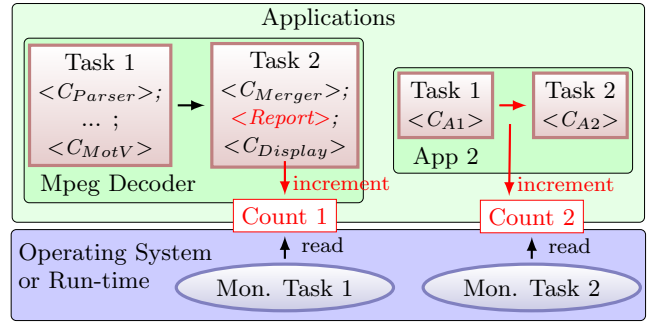 Applications
Task 1
<C_Parser>;
... ;
<C_MotV>
Mpeg Decoder
Task 2
<C_Merger>;
<Report>;
<C_Display>
Task 1
<C_A1>
Task 2
<C_A2>
App 2
increment
increment
Count 1
Count 2
Operating System
or Run-time
read
read
Mon. Task 1
Mon. Task 2